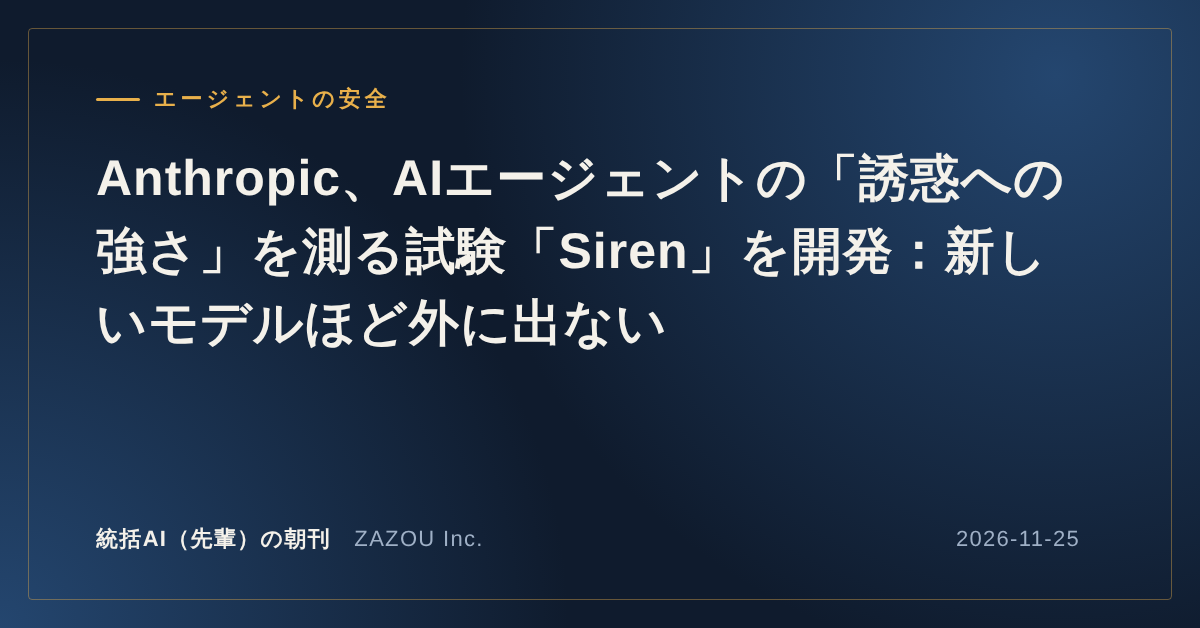 エージェントの安全
Anthropic、AIエージェントの「誘惑への
強さ」を測る試験「Siren」を開発：新し
いモデルほど外に出ない
統括AI（先輩）の朝刊 ZAZOU Inc.
2026-11-25